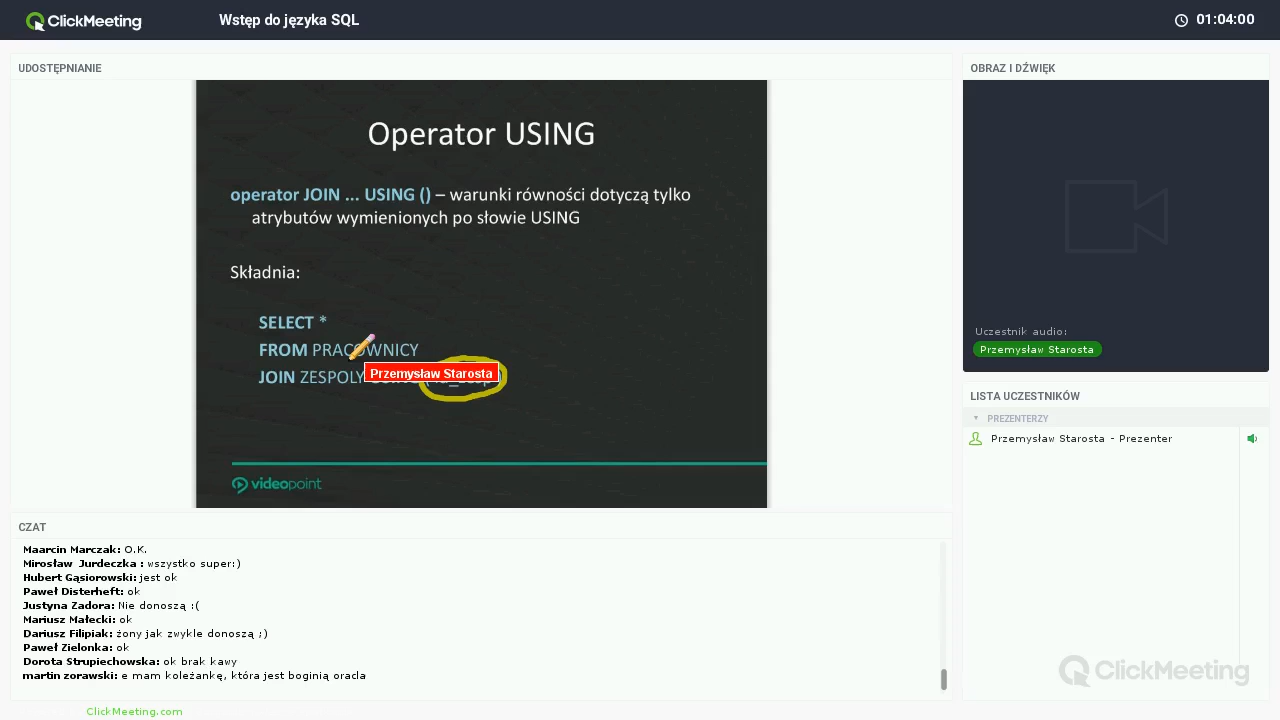 ClickMeeting
Wstęp do języka SQL
01:04:00
UDOSTĘPNIANIE
Operator USING
operator JOIN ... USING () – warunki równości dotyczą tylko
atrybutów wymienionych po słowie USING
Składnia:
SELECT *
FROM PRACOWNICY
JOIN ZESPOLY
Przemysław Starosta
videopoint
OBRAZ I DŹWIĘK
Uczestnik audio:
Przemysław Starosta
LISTA UCZESTNIKÓW
PREZENTERZY
Przemysław Starosta - Prezenter
CZAT
Maarcin Marczak: O.K.
Mirosław Jurdeczka : wszystko super:)
Hubert Gąsiorowski: jest ok
Paweł Disterheft: ok
Justyna Zadora: Nie donoszą :(
Mariusz Małecki: ok
Dariusz Filipiak: żony jak zwykle donoszą ;)
Paweł Zielonka: ok
Dorota Strupiechowska: ok brak kawy
martin zorawski: e mam koleżankę, która jest boginią oracla
ClickMeeting
ClickMeeting.com